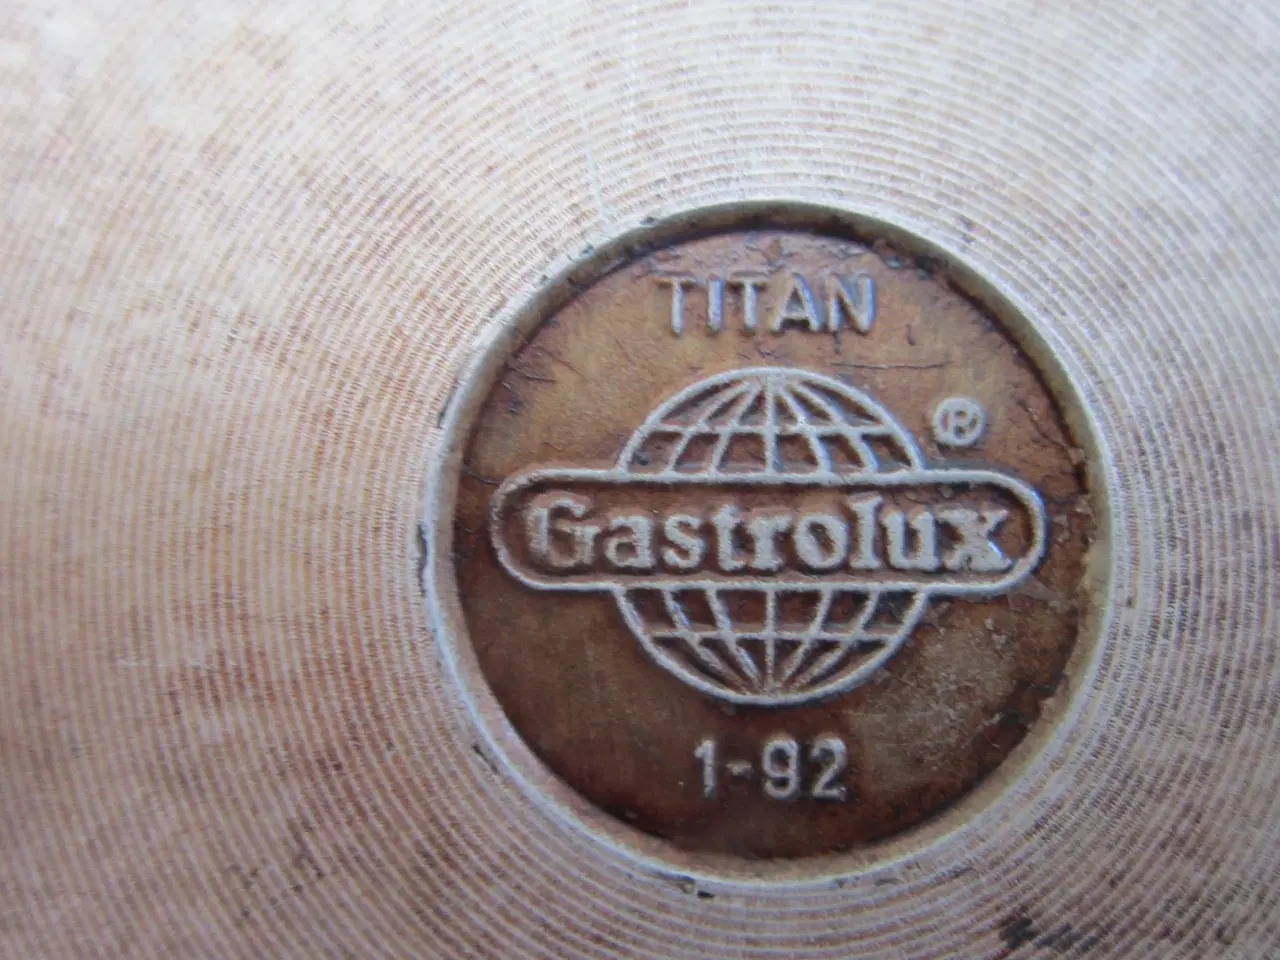 TITAN
®
Gastrolux
1-92